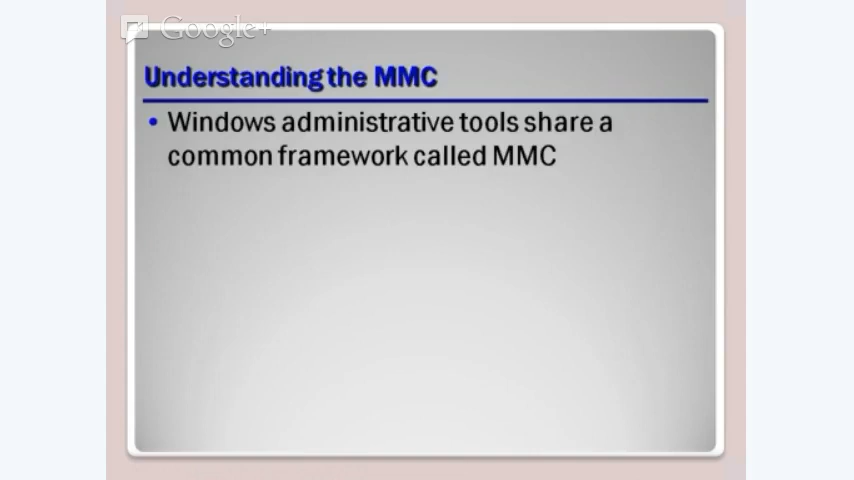 Google+
Understanding the MMC
• Windows administrative tools share a
common framework called MMC